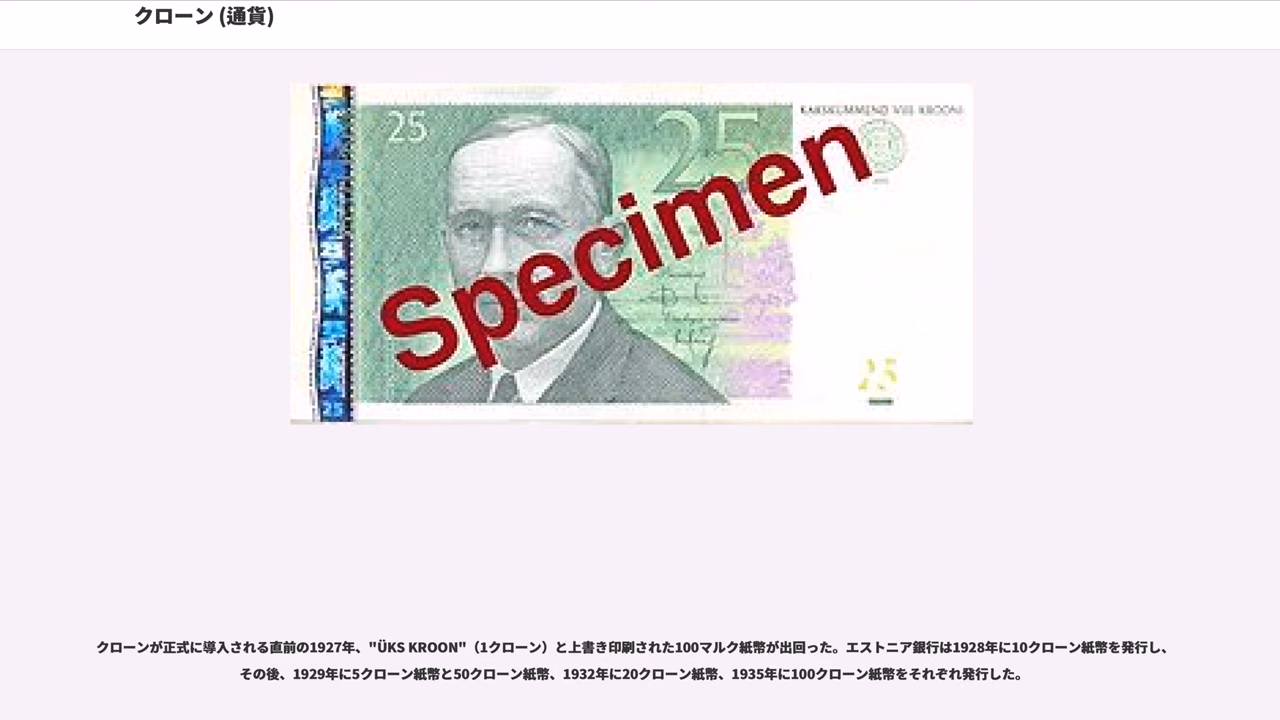 クローン (通貨)
25
25
KAKSKÜMMEND VIIS KROONI
Specimen
25
25
クローンが正式に導入される直前の1927年、"ÜKS KROON"（1クローン）と上書き印刷された100マルク紙幣が出回った。エストニア銀行は1928年に10クローン紙幣を発行し、
その後、1929年に5クローン紙幣と50クローン紙幣、1932年に20クローン紙幣、1935年に100クローン紙幣をそれぞれ発行した。